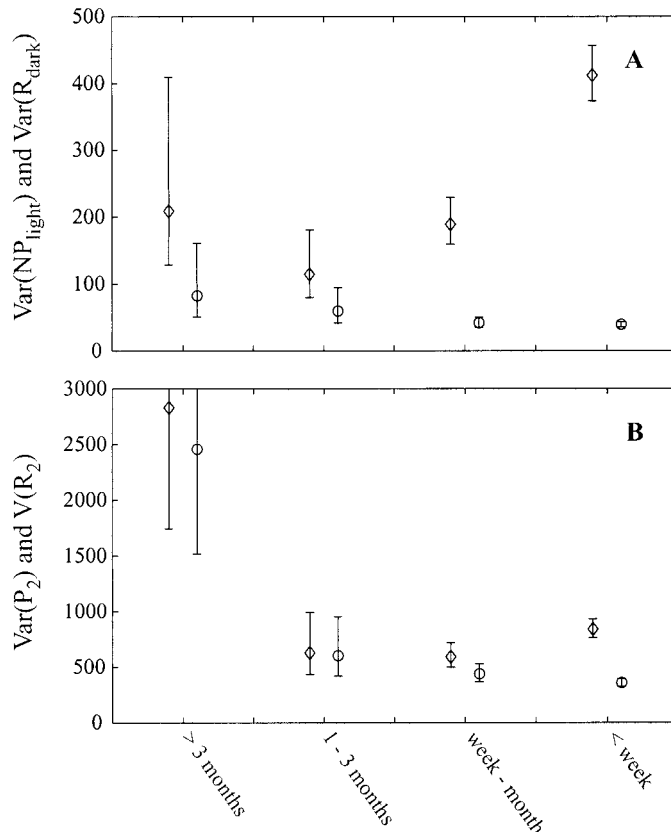 500
400
300
200
100
0
Var(NP_light) and Var(R_dark)
A
3000
2500
2000
1500
1000
500
0
Var(P_2) and V(R_2)
B
> 3 months
1 - 3 months
week - month
< week